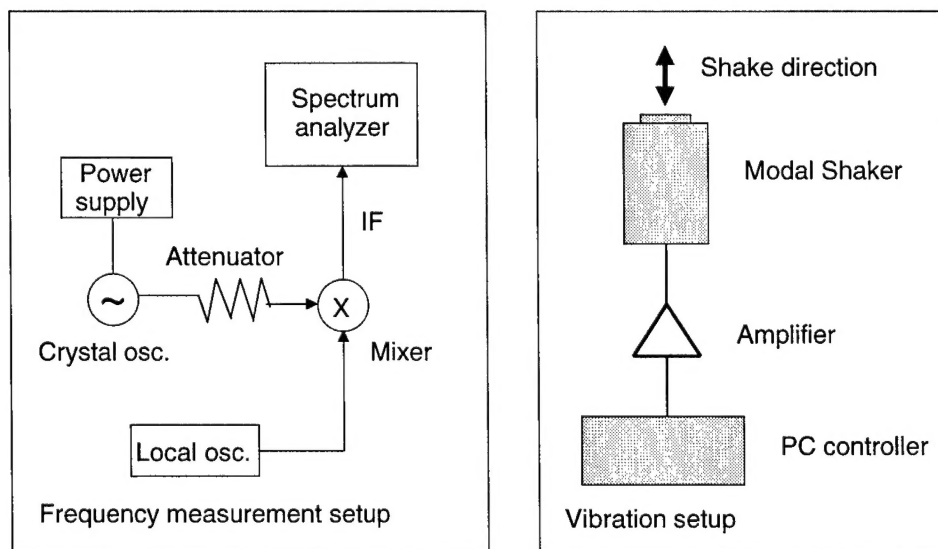 Spectrum
analyzer
Power
supply
IF
Attenuator
~
X
Crystal osc.
Mixer
Local osc.
Frequency measurement setup
Shake direction
Modal Shaker
Amplifier
PC controller
Vibration setup